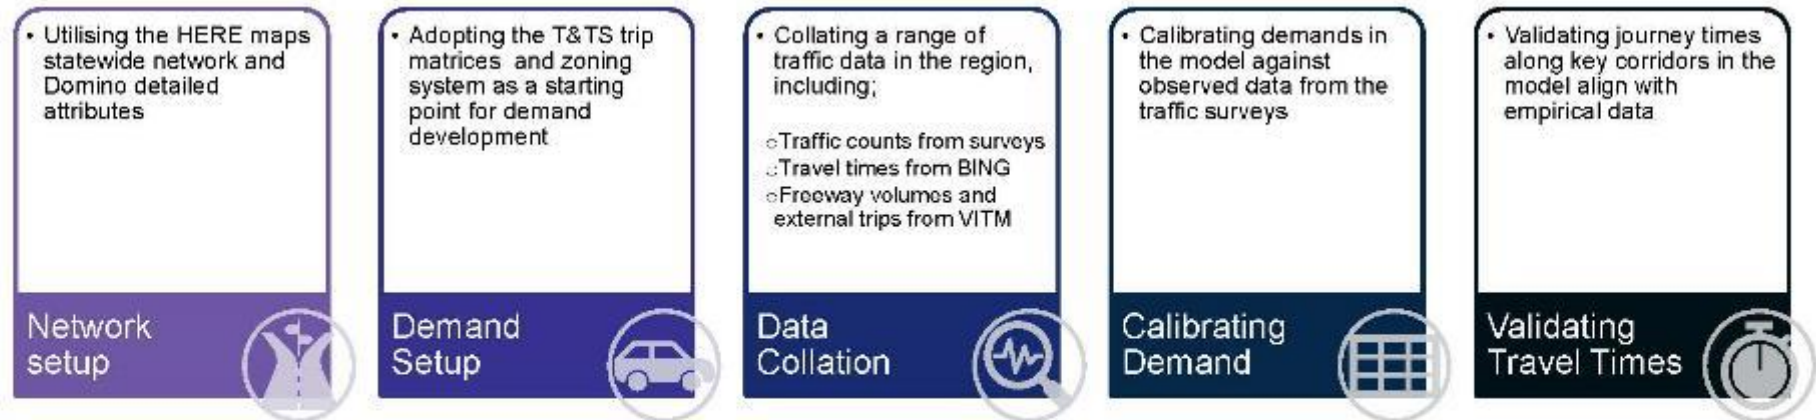 • Utilising the HERE maps
statewide network and
Domino detailed
attributes
Network
setup
• Adopting the T&TS trip
matrices and zoning
system as a starting
point for demand
development
Demand
Setup
• Collating a range of
traffic data in the region,
including;
○Traffic counts from surveys
○Travel times from BING
○Freeway volumes and
external trips from VITM
Data
Collation
• Calibrating demands in
the model against
observed data from the
traffic surveys
Calibrating
Demand
• Validating journey times
along key corridors in the
model align with
empirical data
Validating
Travel Times